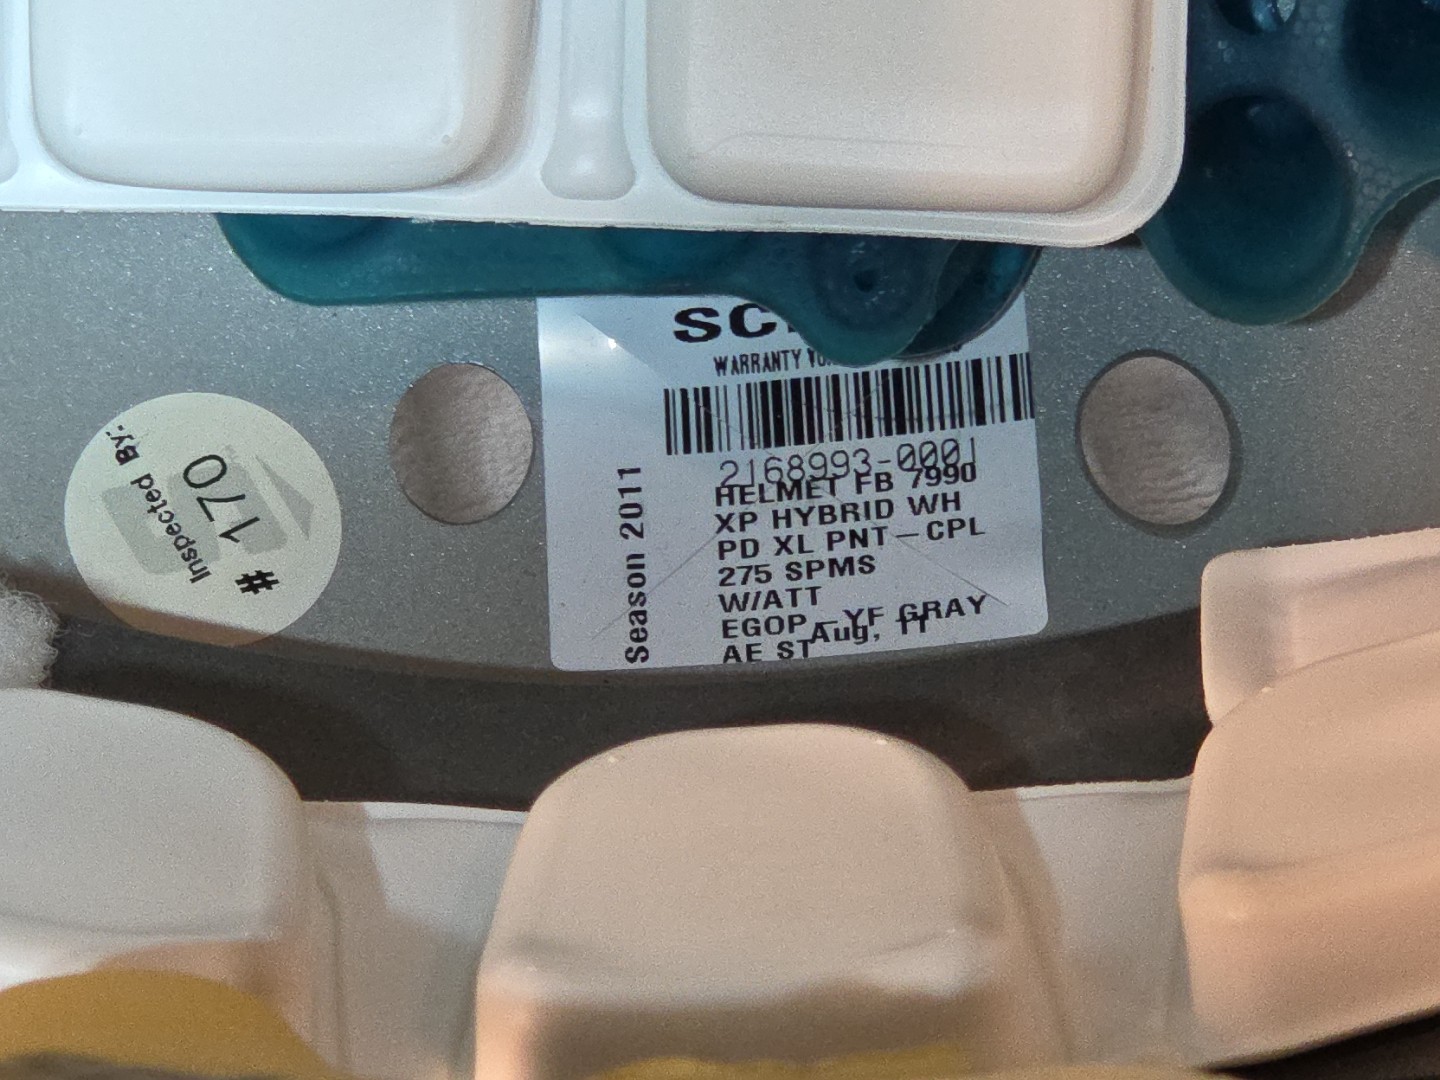 Inspected By:
# 170
SC
WARRANTY
2168993-0001
HELMET FB 7990
XP HYBRID WH
PD XL PNT-CPL
275 SPMS
W/ATT
EGOP - YF GRAY
AE ST
Aug, 11
Season 2011